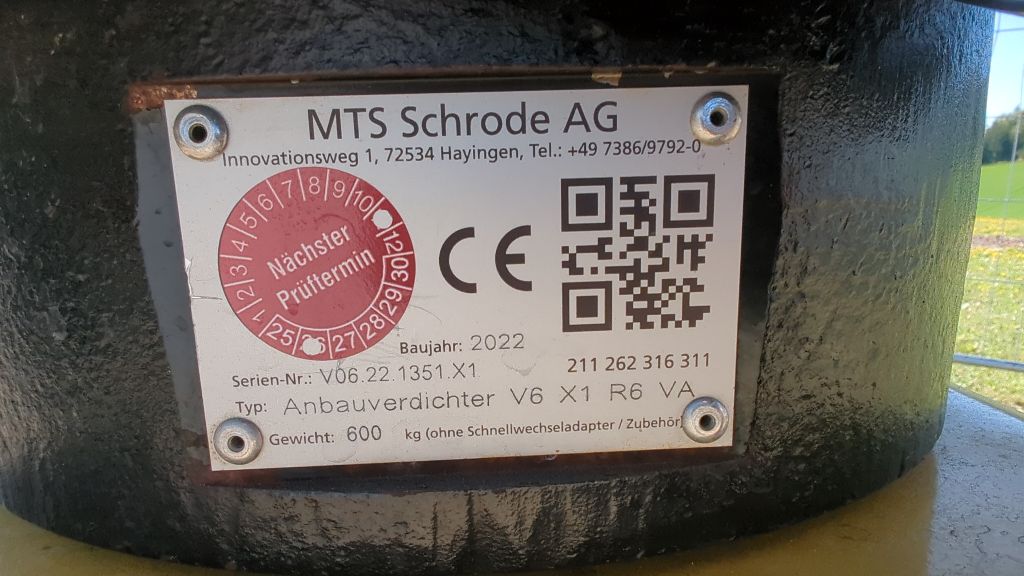 MTS Schrode AG
Innovationsweg 1, 72534 Hayingen, Tel.: +49 7386/9792-0
1 2 3 4 5 6 7 8 9 10 12
Nächster
Prüftermin
25 26 27 28 29 30
CE
Baujahr: 2022
211 262 316 311
Serien-Nr.: V06.22.1351.X1
Typ: Anbauverdichter V6 X1 R6 VA
Gewicht: 600 kg (ohne Schnellwechseladapter / Zubehör)